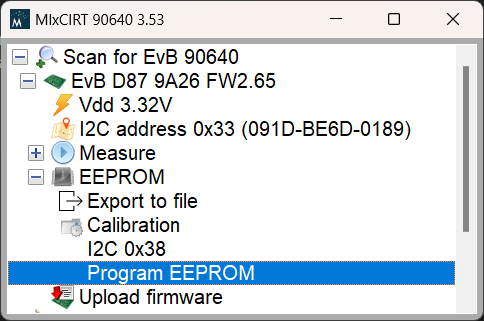 MlxCIRT 90640 3.53
Scan for EvB 90640
EvB D87 9A26 FW2.65
Vdd 3.32V
I2C address 0x33 (091D-BE6D-0189)
Measure
EEPROM
Export to file
Calibration
I2C 0x38
Program EEPROM
Upload firmware